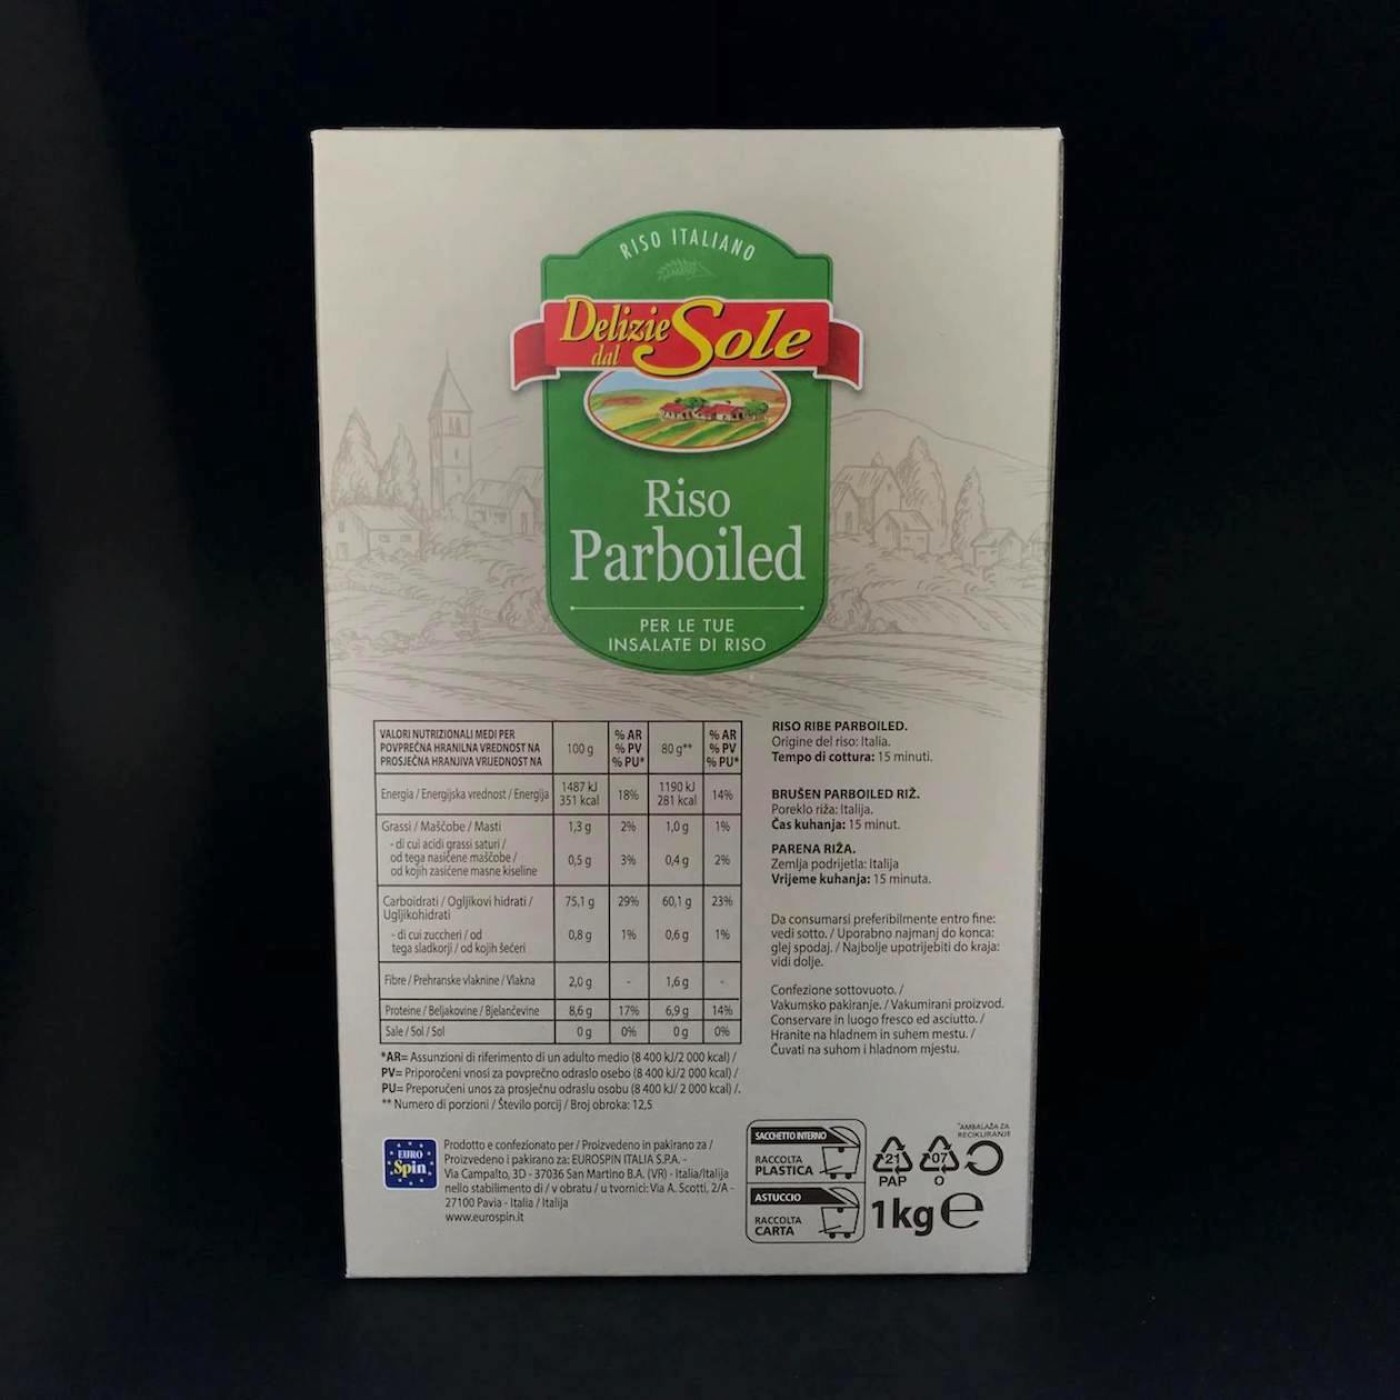 RISO ITALIANO
Delizie
dal Sole
Riso
Parboiled
PER LE TUE
INSALATE DI RISO
VALORI NUTRIZIONALI MEDI PER
POVPREČNA HRANILNA VREDNOST NA
PROSJEČNA HRANJIVA VRIJEDNOST NA
100 g
% AR
% PV
% PU*
80 g**
% AR
% PV
% PU*
Energia / Energijska vrednost / Energija
1487 kJ
351 kcal
18%
1190 kJ
281 kcal
14%
Grassi / Maščobe / Masti 1,3 g 2% 1,0 g 1%
- di cui acidi grassi saturi /
od tega nasičene maščobe / 0,5 g 3% 0,4 g 2%
od kojih zasićene masne kiseline
Carboidrati / Ogljikovi hidrati / 75,1 g 29% 60,1 g 23%
Ugljikohidrati
- di cui zuccheri / od 0,8 g 1% 0,6 g 1%
tega sladkorji / od kojih šećeri
Fibre / Prehranske vlaknine / Vlakna 2,0 g - 1,6 g -
Proteine / Beljakovine / Bjelančevine 8,6 g 17% 6,9 g 14%
Sale / Sol / Sol 0 g 0% 0 g 0%
*AR= Assunzioni di riferimento di un adulto medio (8 400 kJ/2 000 kcal) /
PV= Priporočeni vnosi za povprečno odraslo osebo (8 400 kJ/2 000 kcal) /
PU= Preporučeni unos za prosječnu odraslu osobu (8 400 kJ/ 2 000 kcal) /.
** Numero di porzioni / Število porcij / Broj obroka: 12,5
RISO RIBE PARBOILED.
Origine del riso: Italia.
Tempo di cottura: 15 minuti.
BRUŠEN PARBOILED RIŽ.
Poreklo riža: Italija.
Čas kuhanja: 15 minut.
PARENA RIŽA.
Zemlja podrijetla: Italija
Vrijeme kuhanja: 15 minuta.
Da consumarsi preferibilmente entro fine:
vedi sotto. / Uporabno najmanj do konca:
glej spodaj. / Najbolje upotrijebiti do kraja:
vidi dolje.
Confezione sottovuoto. /
Vakumsko pakiranje. / Vakumirani proizvod.
Conservare in luogo fresco ed asciutto. /
Hranite na hladnem in suhem mestu. /
Čuvati na suhom i hladnom mjestu.
EURO
Spin
Prodotto e confezionato per / Proizvedeno in pakirano za /
Proizvedeno i pakirano za: EUROSPIN ITALIA S.P.A. -
Via Campalto, 3D - 37036 San Martino B.A. (VR) - Italia/Italija
nello stabilimento di / v obratu / u tvornici: Via A. Scotti, 2/A -
27100 Pavia - Italia / Italija
www.eurospin.it
SACCHETTO INTERNO
RACCOLTA
PLASTICA
ASTUCCIO
RACCOLTA
CARTA
"AMBALAŽA ZA
RECIKLIRANJE
21 07
PAP O
1kg e